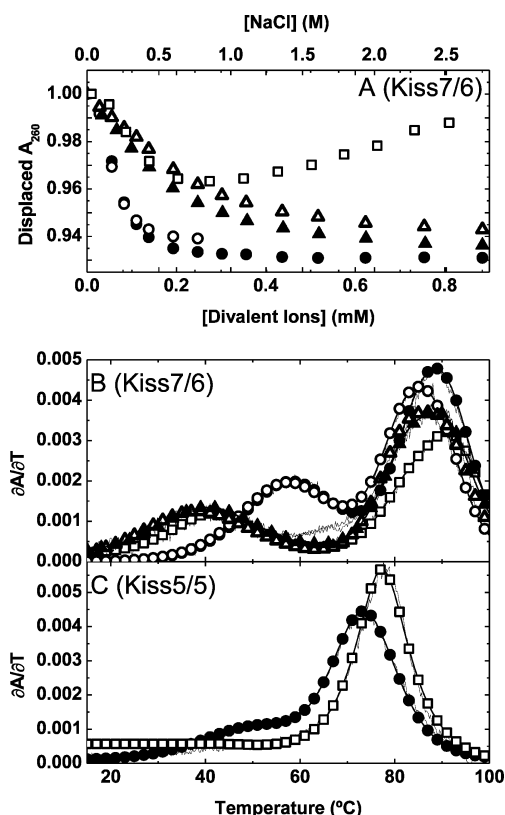 [NaCl] (M)
0.0 0.5 1.0 1.5 2.0 2.5
A (Kiss7/6)
1.00
0.98
0.96
0.94
Displaced A260
0.0 0.2 0.4 0.6 0.8
[Divalent Ions] (mM)
0.005
0.004
0.003
0.002
0.001
0.000
∂A/∂T
B (Kiss7/6)
C (Kiss5/5)
0.005
0.004
0.003
0.002
0.001
0.000
∂A/∂T
20 40 60 80 100
Temperature (ºC)